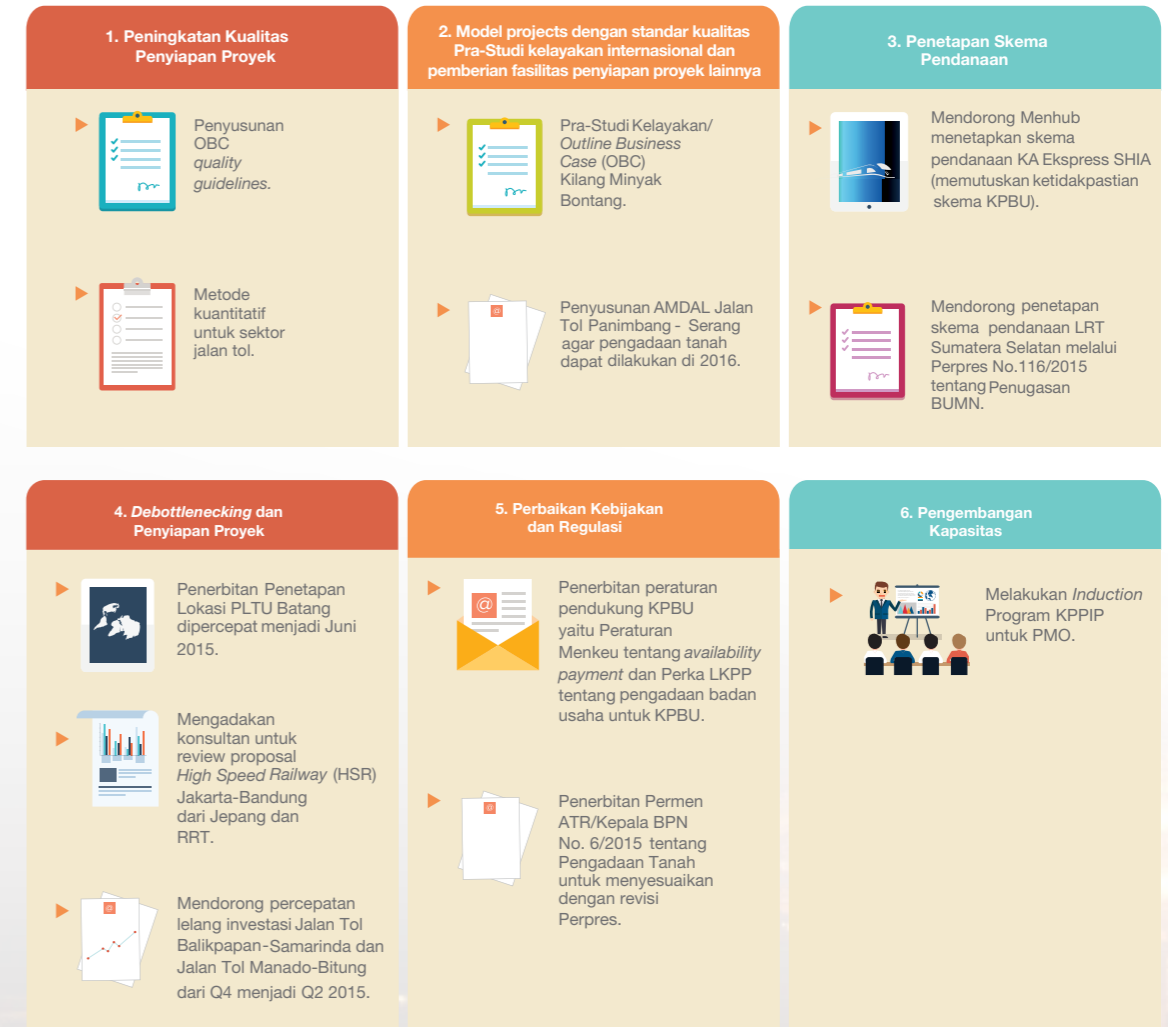 1. Peningkatan Kualitas
Penyiapan Proyek
Penyusunan
OBC
quality
guidelines.
Metode
kuantitatif
untuk sektor
jalan tol.
2. Model projects dengan standar kualitas
Pra-Studi kelayakan internasional dan
pemberian fasilitas penyiapan proyek lainnya
Pra-Studi Kelayakan/
Outline Business
Case (OBC)
Kilang Minyak
Bontang.
@
Penyusunan AMDAL Jalan
Tol Panimbang - Serang
agar pengadaan tanah
dapat dilakukan di 2016.
3. Penetapan Skema
Pendanaan
Mendorong Menhub
menetapkan skema
pendanaan KA Ekspress SHIA
(memutuskan ketidakpastian
skema KPBU).
Mendorong penetapan
skema pendanaan LRT
Sumatera Selatan melalui
Perpres No.116/2015
tentang Penugasan
BUMN.
4. Debottlenecking dan
Penyiapan Proyek
Penerbitan Penetapan
Lokasi PLTU Batang
dipercepat menjadi Juni
2015.
Mengadakan
konsultan untuk
review proposal
High Speed Railway (HSR)
Jakarta-Bandung
dari Jepang dan
RRT.
@
Mendorong percepatan
lelang investasi Jalan Tol
Balikpapan-Samarinda dan
Jalan Tol Manado-Bitung
dari Q4 menjadi Q2 2015.
5. Perbaikan Kebijakan
dan Regulasi
@
Penerbitan peraturan
pendukung KPBU
yaitu Peraturan
Menkeu tentang availability
payment dan Perka LKPP
tentang pengadaan badan
usaha untuk KPBU.
@
Penerbitan Permen
ATR/Kepala BPN
No. 6/2015 tentang
Pengadaan Tanah
untuk menyesuaikan
dengan revisi
Perpres.
6. Pengembangan
Kapasitas
Melakukan Induction
Program KPPIP
untuk PMO.